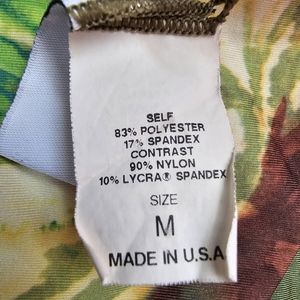 SELF
83% POLYESTER
17% SPANDEX
CONTRAST
90% NYLON
10% LYCRA® SPANDEX
SIZE
M
MADE IN U.S.A